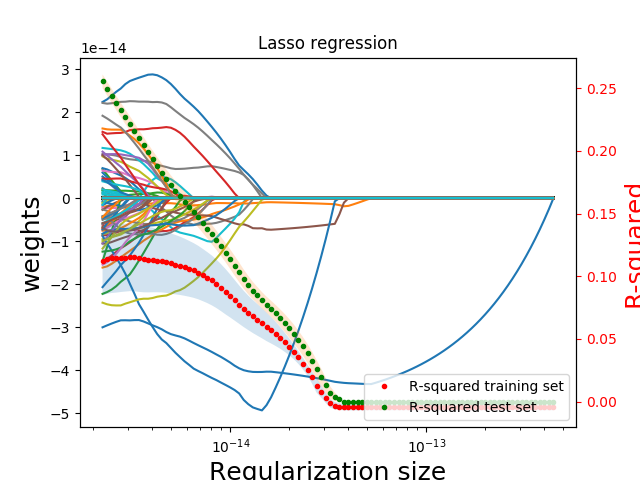 Lasso regression
1e−14
3
2
1
0
−1
−2
−3
−4
−5
weights
0.25
0.20
0.15
0.10
0.05
0.00
R-squared
R-squared training set
R-squared test set
10−14
10−13
Regularization size